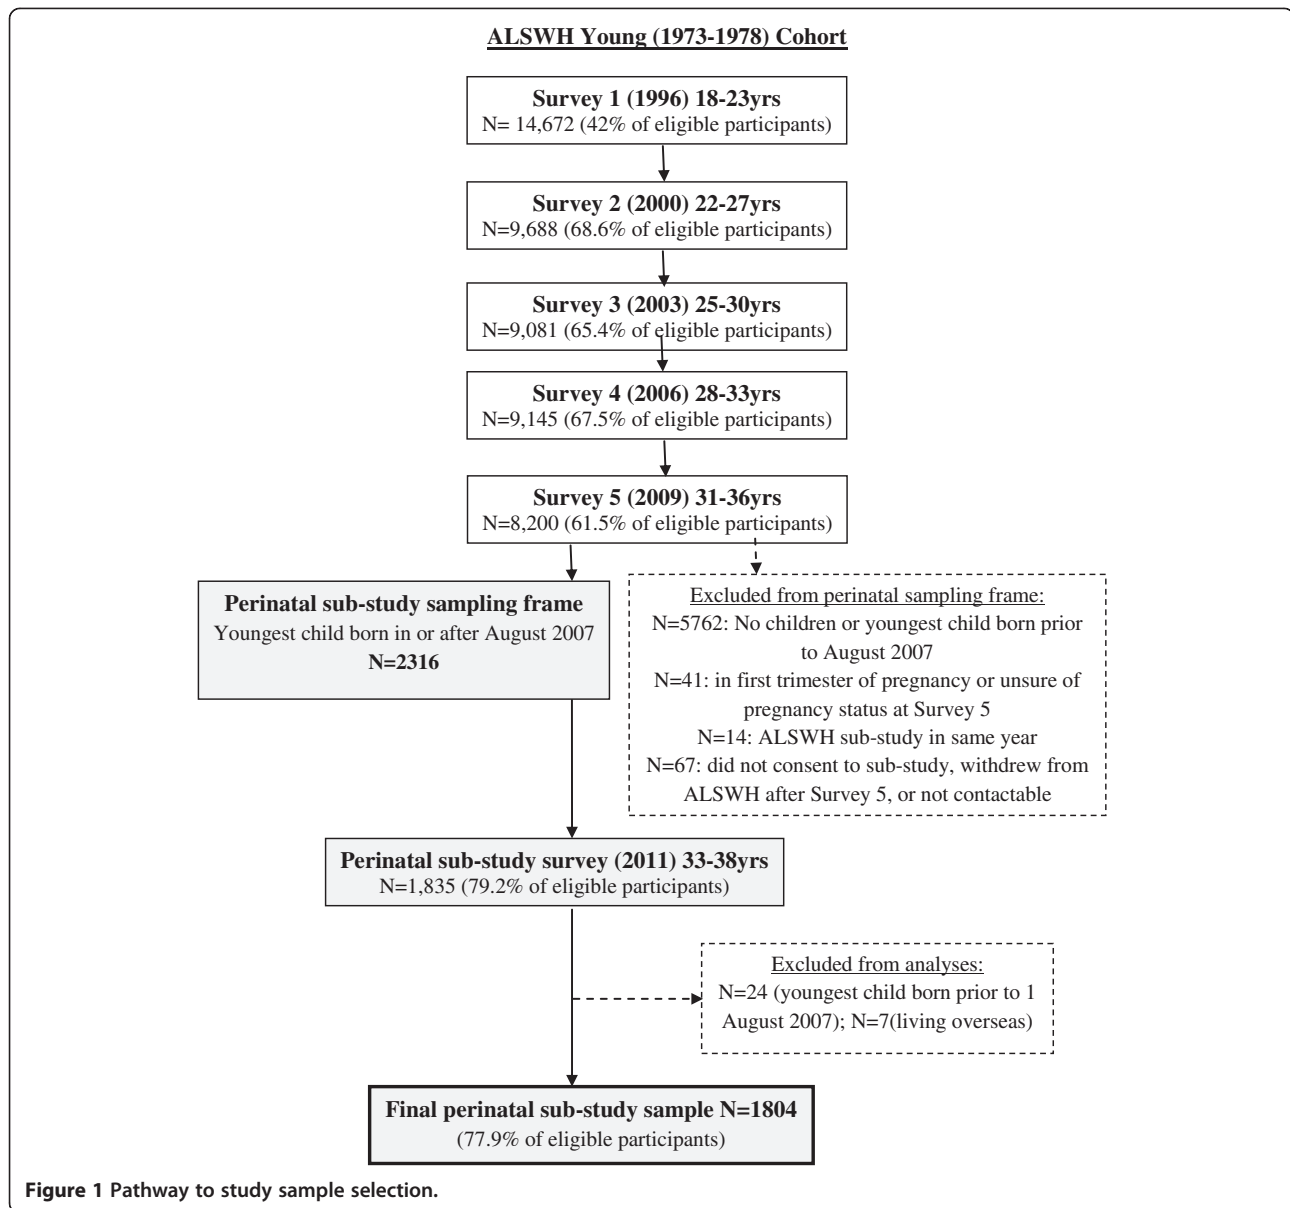 ALSWH Young (1973-1978) Cohort
Survey 1 (1996) 18-23yrs
N= 14,672 (42% of eligible participants)
Survey 2 (2000) 22-27yrs
N=9,688 (68.6% of eligible participants)
Survey 3 (2003) 25-30yrs
N=9,081 (65.4% of eligible participants)
Survey 4 (2006) 28-33yrs
N=9,145 (67.5% of eligible participants)
Survey 5 (2009) 31-36yrs
N=8,200 (61.5% of eligible participants)
Perinatal sub-study sampling frame
Youngest child born in or after August 2007
N=2316
Excluded from perinatal sampling frame:
N=5762: No children or youngest child born prior
to August 2007
N=41: in first trimester of pregnancy or unsure of
pregnancy status at Survey 5
N=14: ALSWH sub-study in same year
N=67: did not consent to sub-study, withdrew from
ALSWH after Survey 5, or not contactable
Perinatal sub-study survey (2011) 33-38yrs
N=1,835 (79.2% of eligible participants)
Excluded from analyses:
N=24 (youngest child born prior to 1
August 2007); N=7(living overseas)
Final perinatal sub-study sample N=1804
(77.9% of eligible participants)
Figure 1 Pathway to study sample selection.